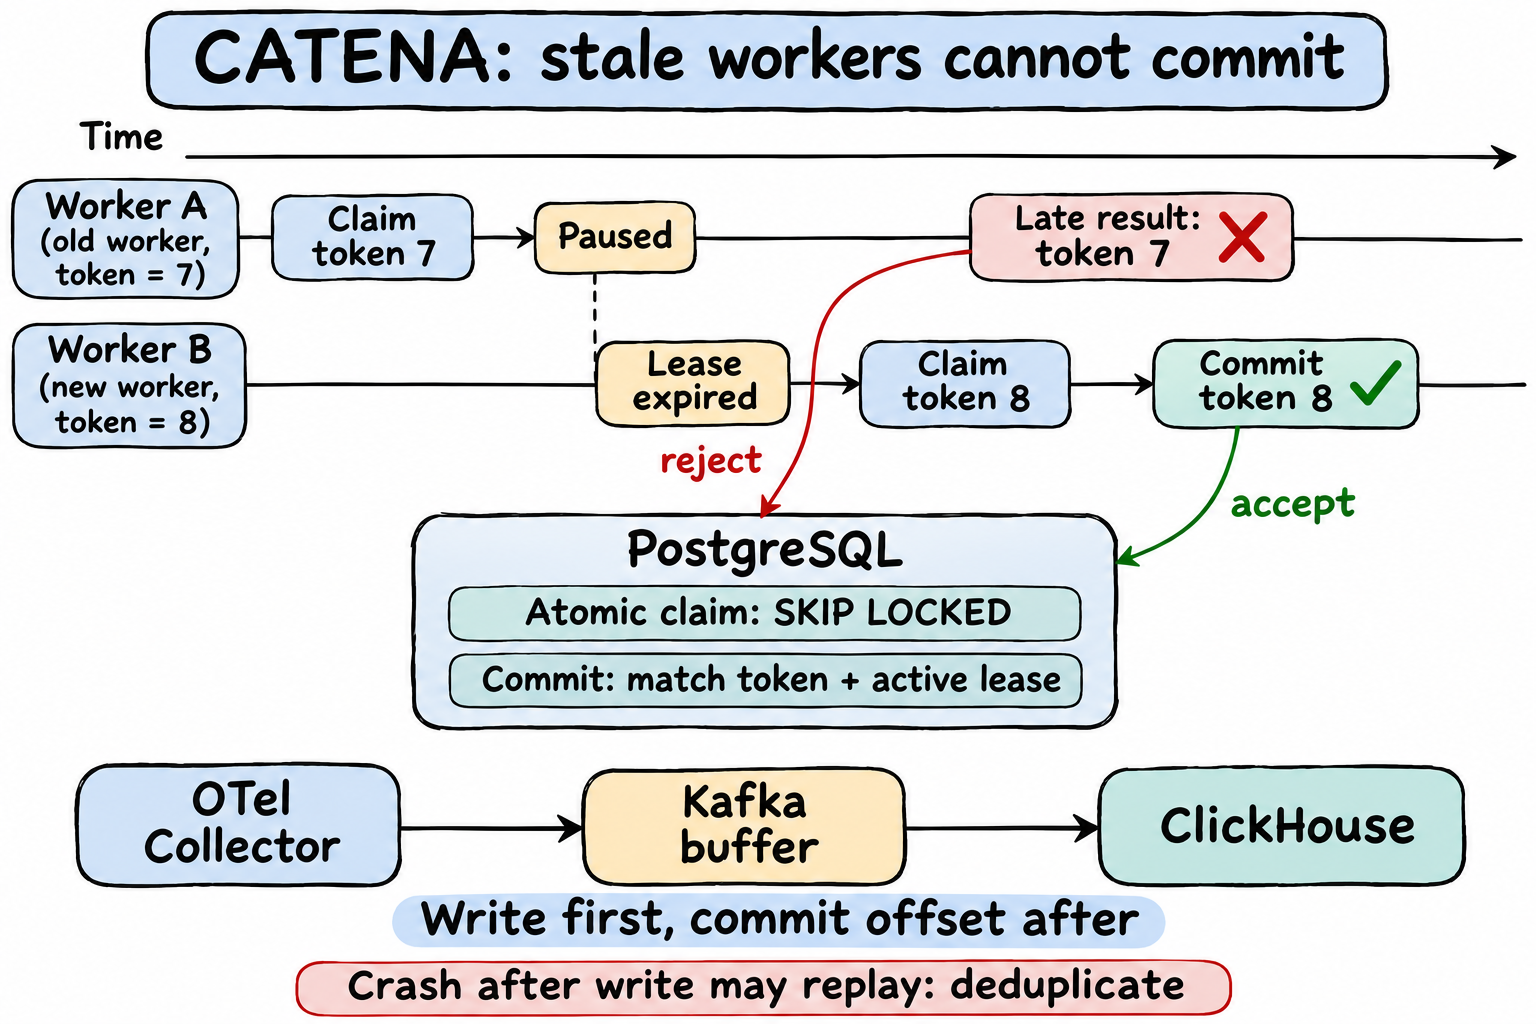 CATENA: stale workers cannot commit
Time
Worker A
(old worker,
token = 7)
Claim
token 7
Paused
Late result:
token 7
Worker B
(new worker,
token = 8)
Lease
expired
Claim
token 8
Commit
token 8
reject
accept
PostgreSQL
Atomic claim: SKIP LOCKED
Commit: match token + active lease
OTel
Collector
Kafka
buffer
ClickHouse
Write first, commit offset after
Crash after write may replay: deduplicate